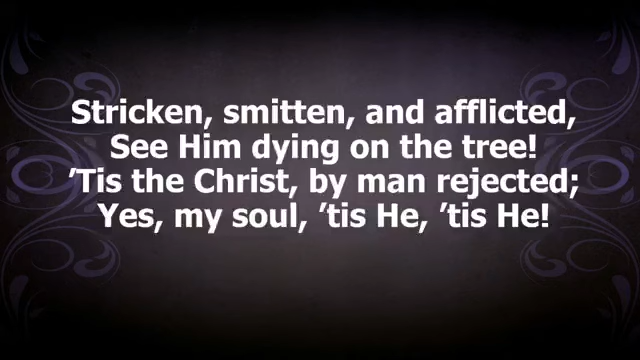 Stricken, smitten, and afflicted,
See Him dying on the tree!
’Tis the Christ, by man rejected;
Yes, my soul, ’tis He, ’tis He!